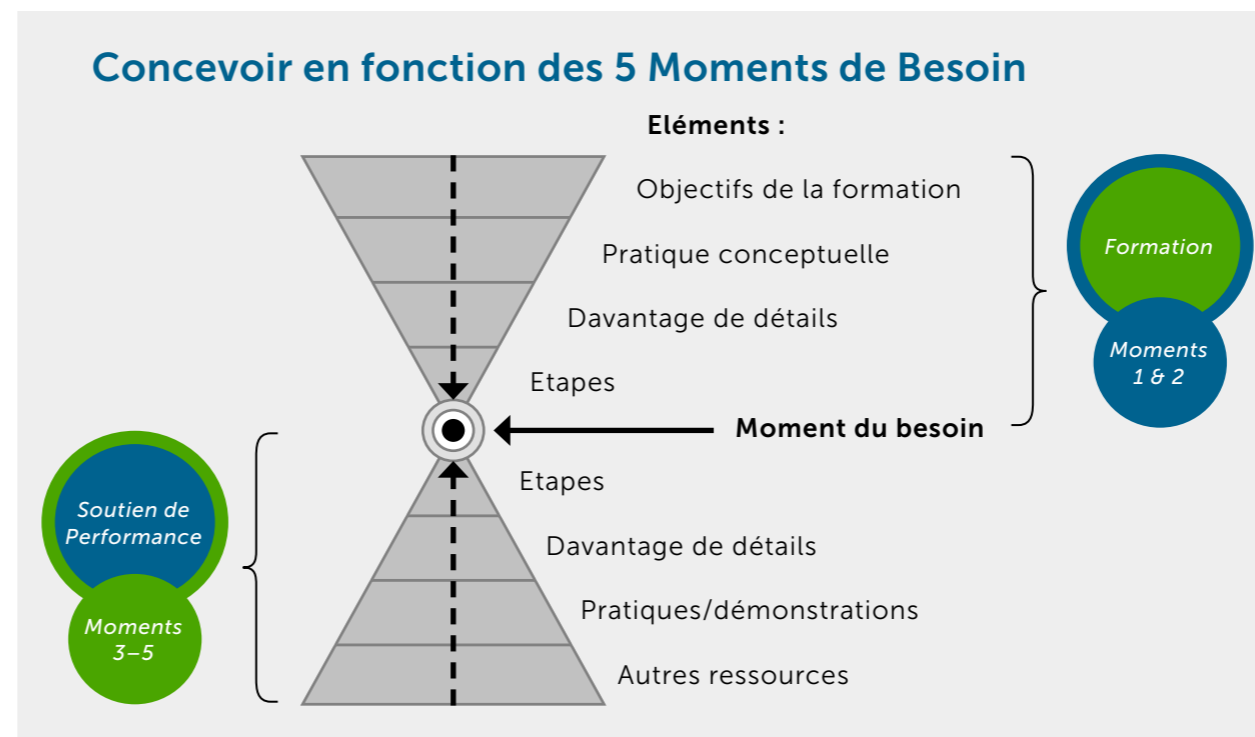 Concevoir en fonction des 5 Moments de Besoin
Eléments :
Objectifs de la formation
Pratique conceptuelle
Davantage de détails
Etapes
Formation
Moments
1 & 2
Moment du besoin
Etapes
Davantage de détails
Pratiques/démonstrations
Autres ressources
Soutien de
Performance
Moments
3–5